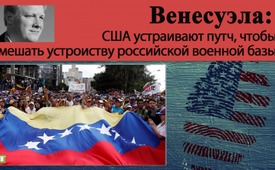 Венесуэла:
США устраивают путч, чтобы
мешать устройству российской военной базы